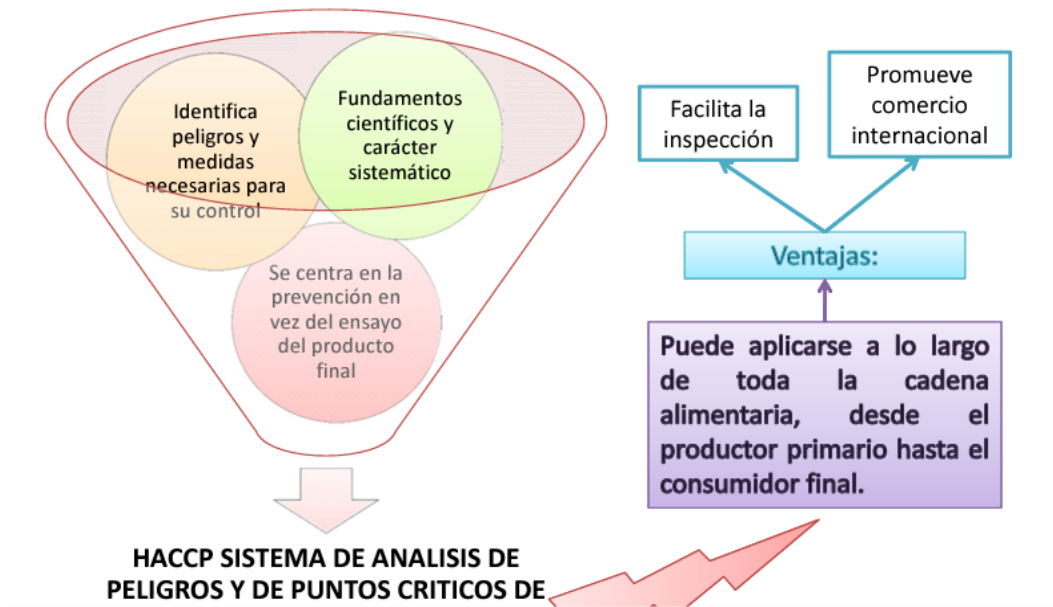 Identifica
peligros y
medidas
necesarias para
su control
Fundamentos
científicos y
carácter
sistemático
Se centra en la
prevención en
vez del ensayo
del producto
final
HACCP SISTEMA DE ANALISIS DE
PELIGROS Y DE PUNTOS CRITICOS DE
Facilita la
inspección
Promueve
comercio
internacional
Ventajas:
Puede aplicarse a lo largo
de toda la cadena
alimentaria, desde el
productor primario hasta el
consumidor final.